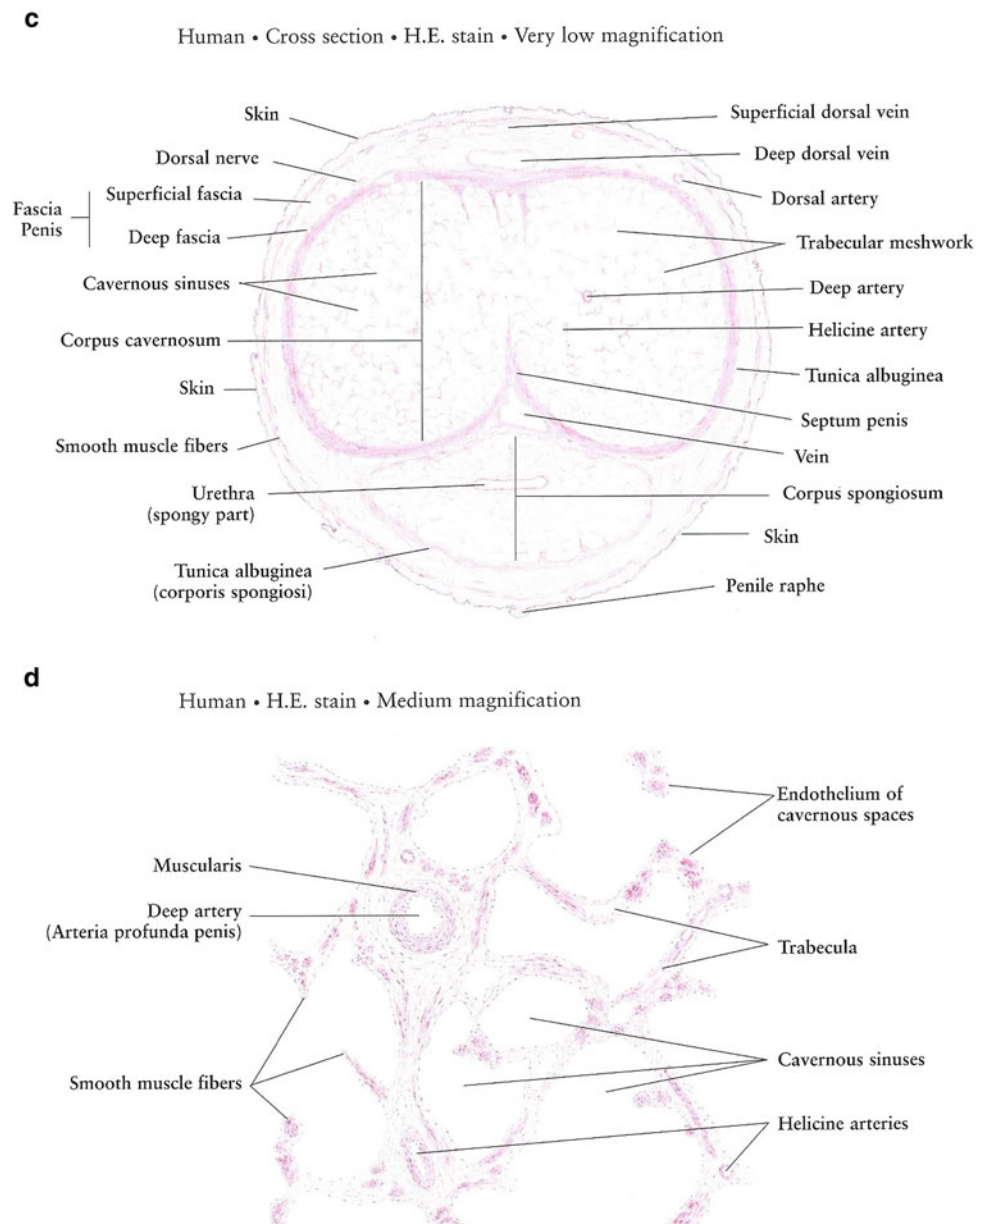 c
Human • Cross section • H.E. stain • Very low magnification
Skin
Dorsal nerve
Superficial fascia
Fascia
Penis
Deep fascia
Cavernous sinuses
Corpus cavernosum
Skin
Smooth muscle fibers
Urethra
(spongy part)
Tunica albuginea
(corporis spongiosi)
Superficial dorsal vein
Deep dorsal vein
Dorsal artery
Trabecular meshwork
Deep artery
Helicine artery
Tunica albuginea
Septum penis
Vein
Corpus spongiosum
Skin
Penile raphe
d
Human • H.E. stain • Medium magnification
Muscularis
Deep artery
(Arteria profunda penis)
Smooth muscle fibers
Endothelium of
cavernous spaces
Trabecula
Cavernous sinuses
Helicine arteries